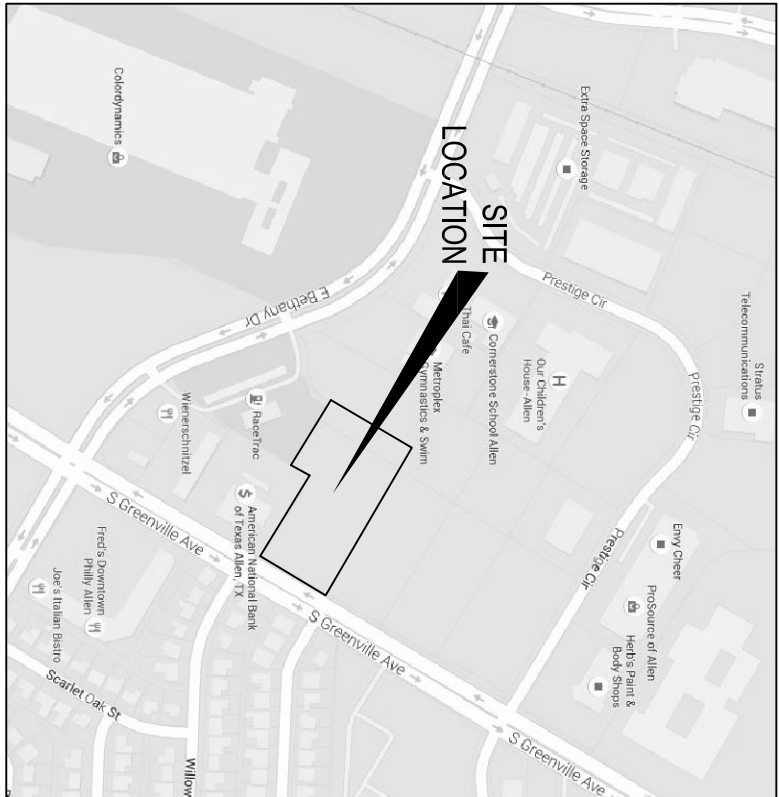 SITE
LOCATION
Colordynamics
Extra Space Storage
Stratus
Telecommunications
Prestige Cir
Prestige Cir
Prestige Cir
Our Children's
House-Allen
Cornerstone School Allen
Thai Cafe
Metroplex
Gymnastics & Swim
E Bethany Dr
RaceTrac
Wienerschnitzel
American National Bank
of Texas Allen, TX
Envy Cheer
ProSource of Allen
Herb's Paint &
Body Shops
S Greenville Ave
S Greenville Ave
S Greenville Ave
Fred's Downtown
Philly Allen
Joe's Italian Bistro
Scarlet Oak St
Willow